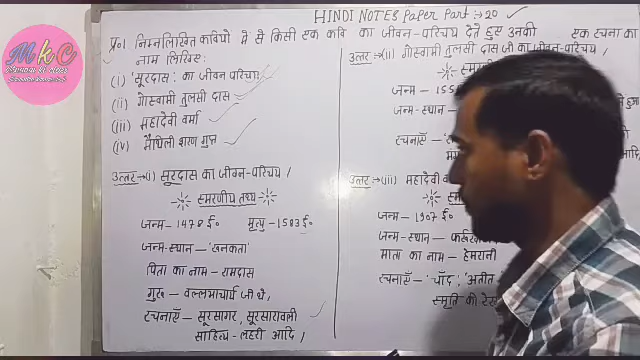 MKC
HINDI NOTES Paper Part:- 20
प्र०1 निम्नलिखित कवियो मे से किसी एक कवि का जीवन-परिचय देते हुए उनकी एक रचना का
नाम लिखिए:
(i) 'सूरदास' का जीवन परिचय
(ii) गोस्वामी तुलसी दास
(iii) महादेवी वर्मा
(iv) मैथिली शरण गुप्त
उत्तर:-(i) सूरदास का जीवन-परिचय,
स्मरणीय तथ्य
जन्म - 1478 ई० मृत्यु - 1583 ई०
जन्म-स्थान - 'खनकता'
पिता का नाम - रामदास
गुरु - वल्लमाचार्य जी थे,
रचनाएँ - सूरसागर, सूरसारावली
साहित्य-लहरी आदि,
उत्तर:-(ii) गोस्वामी तुलसी दास जी का जीवन-परिचय,
जन्म - 155
जन्म-स्थान -
रचनाएँ -
उत्तर:-(iii) महादेवी
जन्म - 1907 ई०
जन्म-स्थान -
माता का नाम - हेमरानी
रचनाएँ - 'चाँद', 'अतीत
स्मृति की रेख